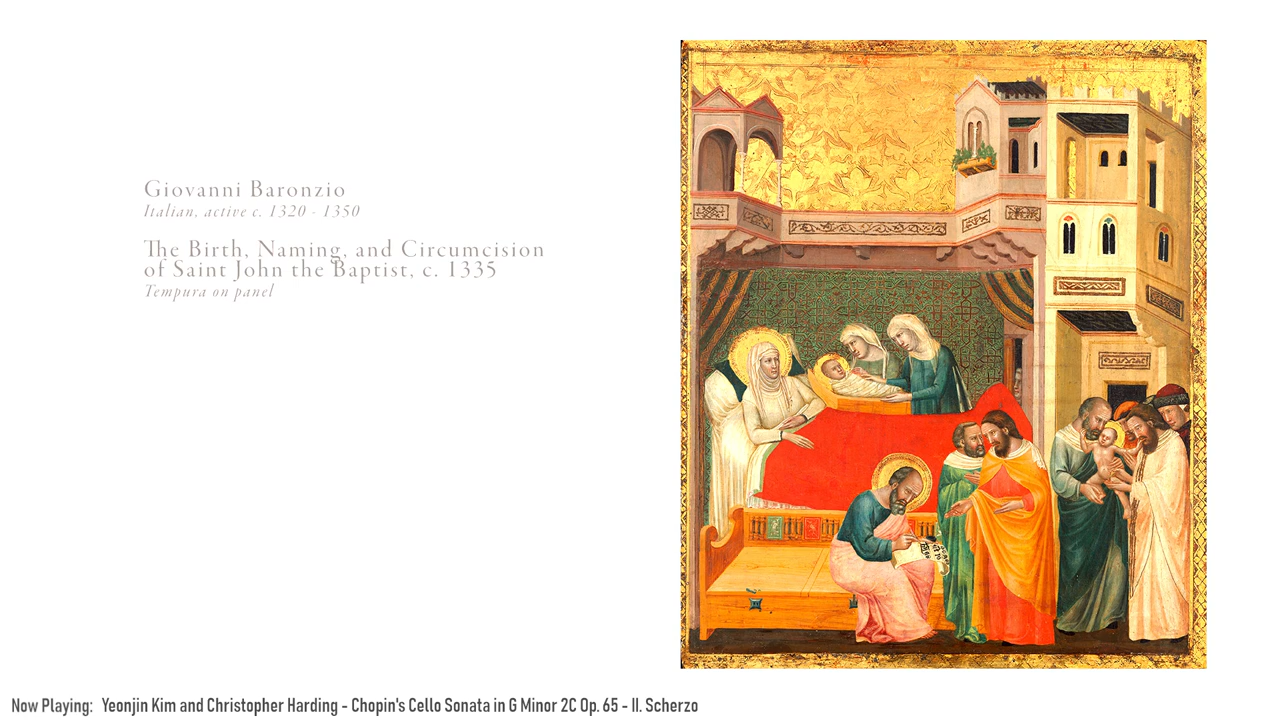 Giovanni Baronzio
Italian, active c. 1320 - 1350
The Birth, Naming, and Circumcision
of Saint John the Baptist, c. 1335
Tempura on panel
Now Playing: Yeonjin Kim and Christopher Harding - Chopin's Cello Sonata in G Minor 2C Op. 65 - II. Scherzo